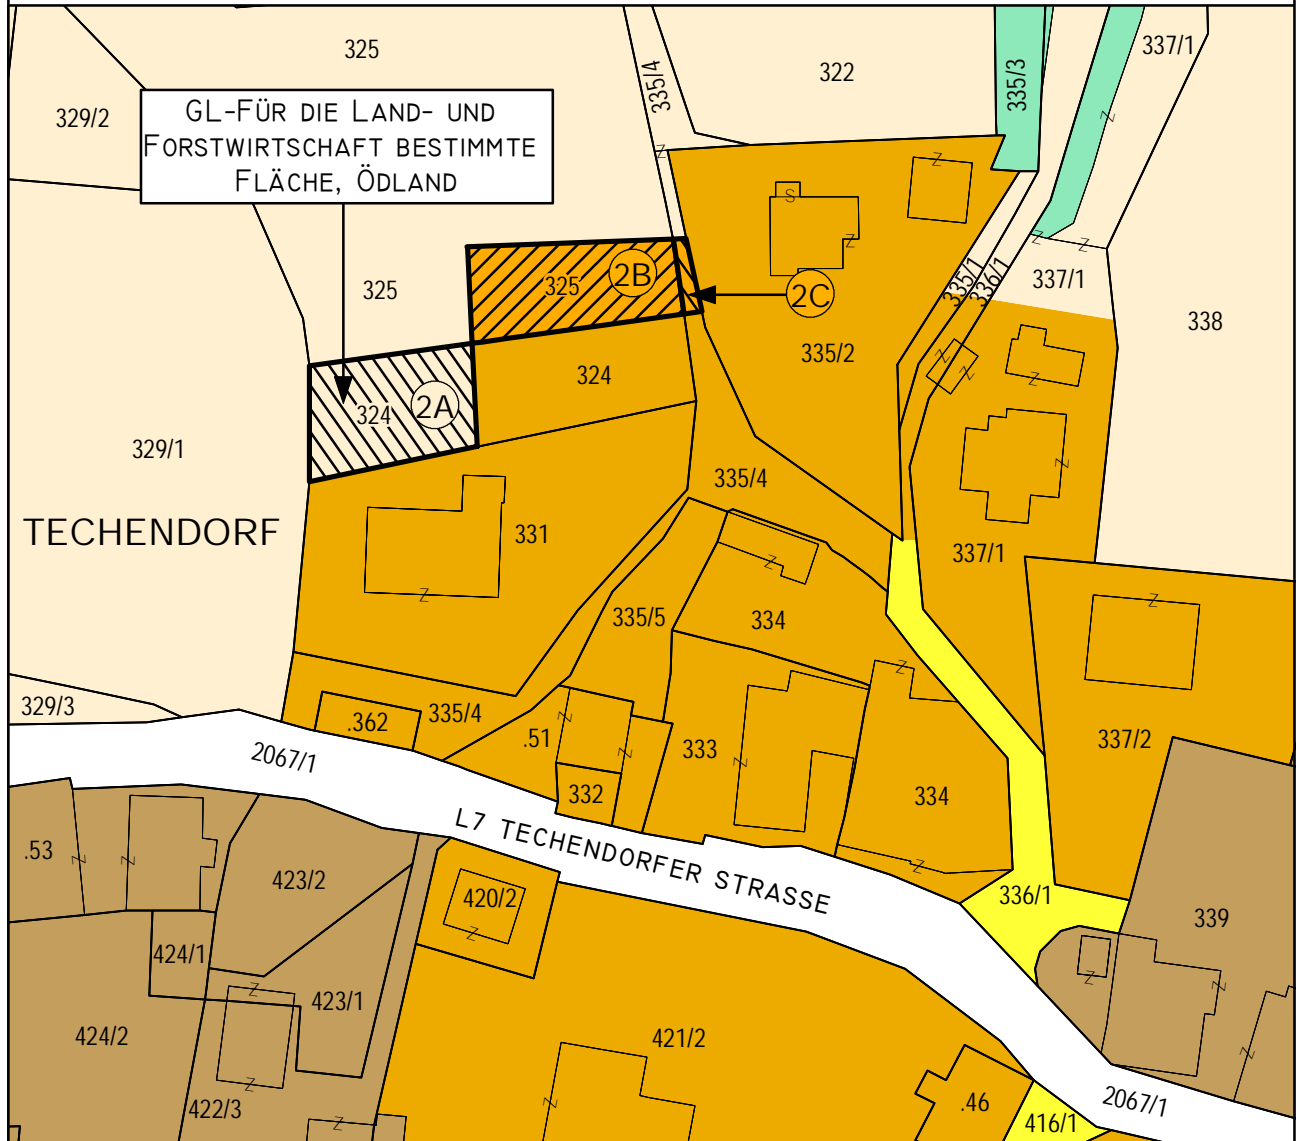 325
322
335/4
335/3
337/1
329/2
GL-FÜR DIE LAND- UND
FORSTWIRTSCHAFT BESTIMMTE
FLÄCHE, ÖDLAND
Z
Z
Z
S
Z
Z
Z
325
325
2B
2C
335/1
336/1
337/1
338
335/2
324
324
2A
Z
Z
Z
329/1
335/4
Z
TECHENDORF
331
337/1
Z
Z
Z
335/5
334
Z
329/3
.362
335/4
.51
Z
Z
333
Z
337/2
2067/1
332
334
L7 TECHENDORFER STRASSE
.53
Z
Z
423/2
Z
420/2
Z
336/1
339
424/1
Z
423/1
Z
Z
424/2
421/2
Z
Z
422/3
Z
Z
.46
2067/1
416/1